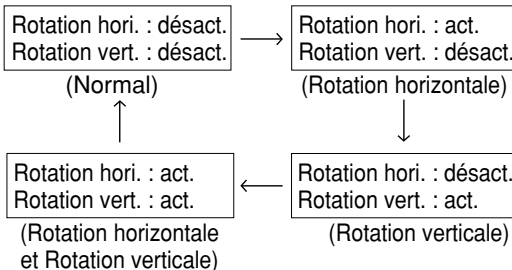 Rotation hori. : désact.
Rotation vert. : désact.
(Normal)
Rotation hori. : act.
Rotation vert. : désact.
(Rotation horizontale)
Rotation hori. : act.
Rotation vert. : act.
(Rotation horizontale
et Rotation verticale)
Rotation hori. : désact.
Rotation vert. : act.
(Rotation verticale)